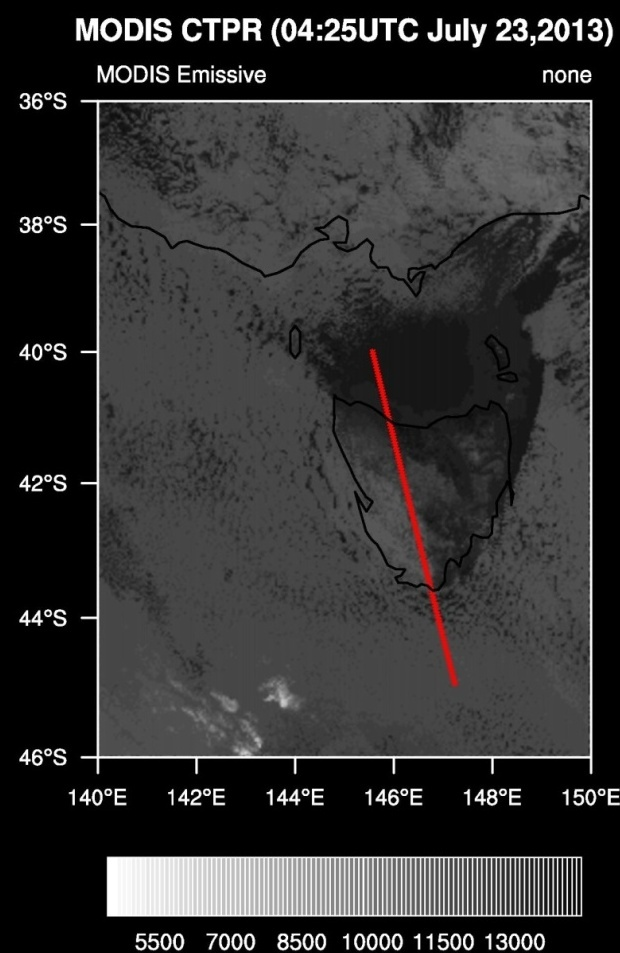 MODIS CTPR (04:25UTC July 23,2013)
MODIS Emissive none
36°S
38°S
40°S
42°S
44°S
46°S
140°E 142°E 144°E 146°E 148°E 150°E
5500 7000 8500 10000 11500 13000